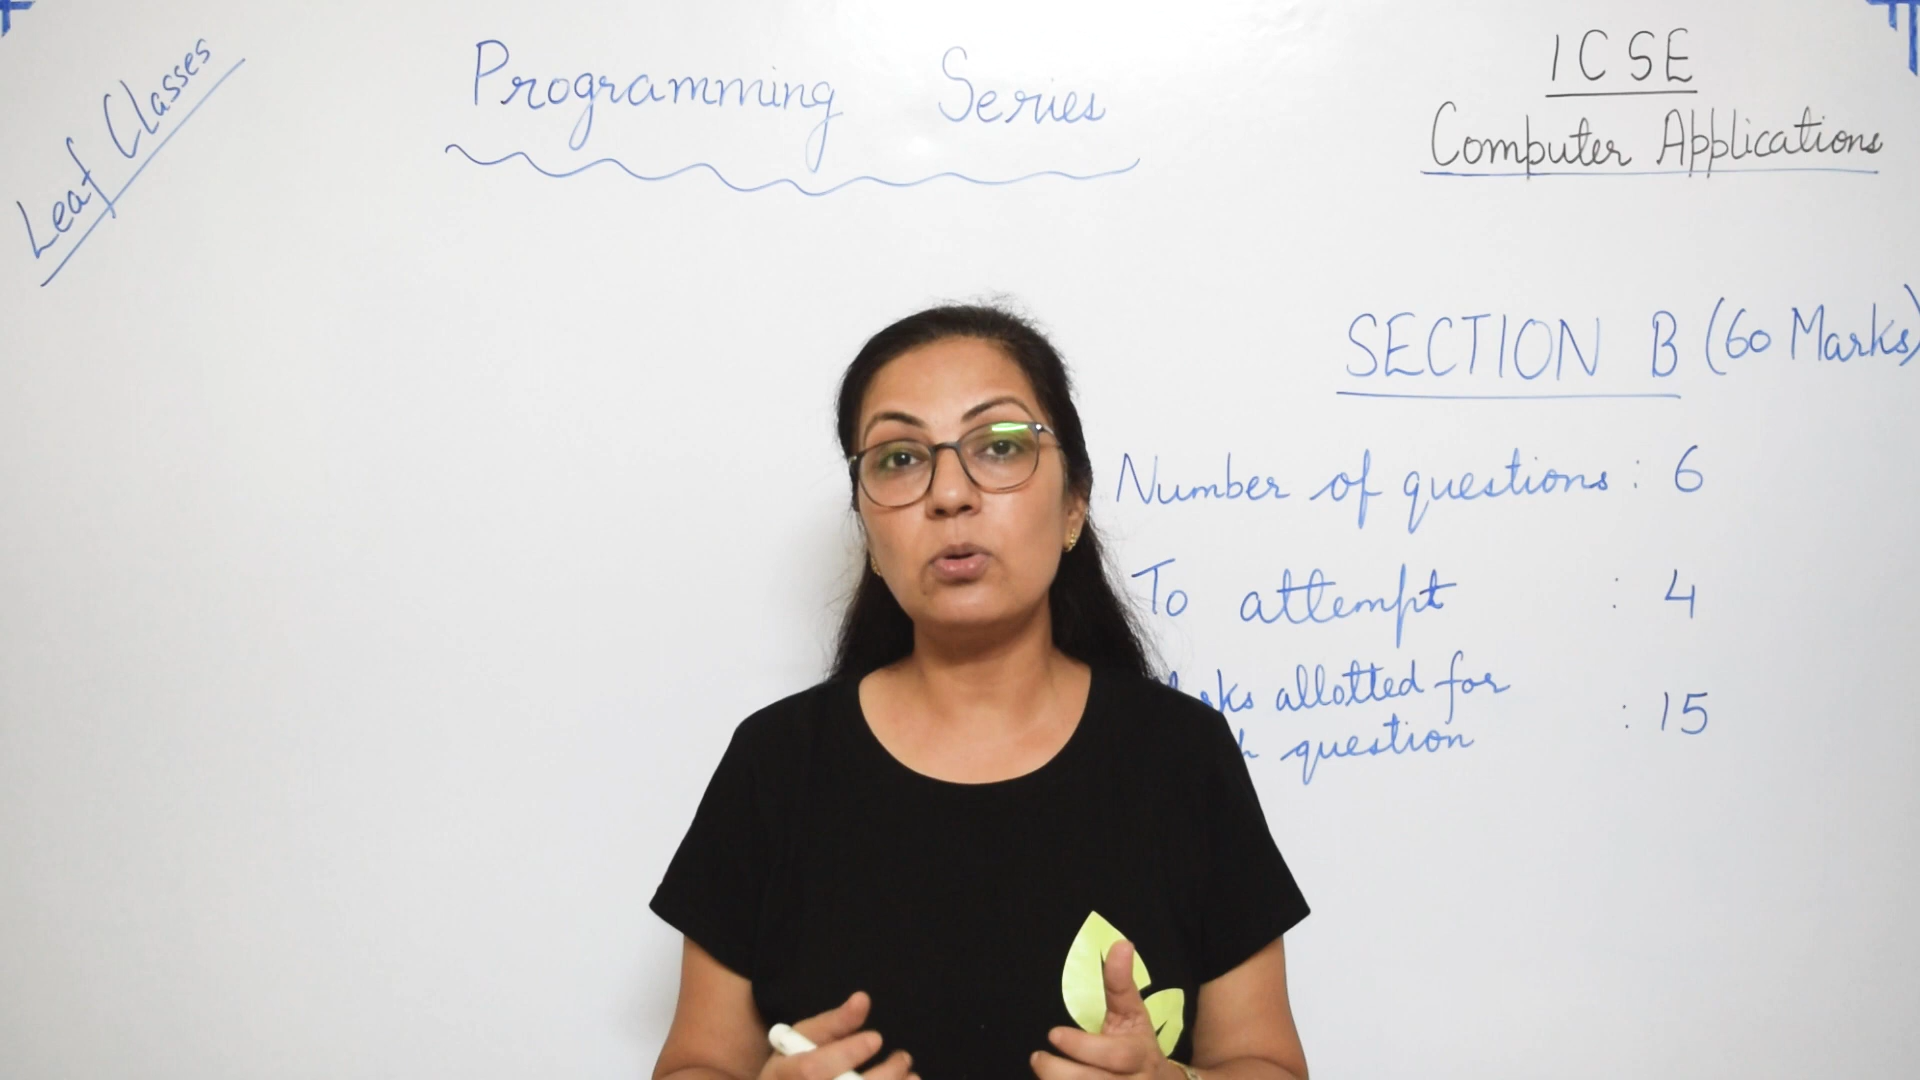 Leaf Classes
Programming Series
ICSE
Computer Applications
SECTION B (60 Marks)
Number of questions : 6
To attempt : 4
allotted for : 15
question